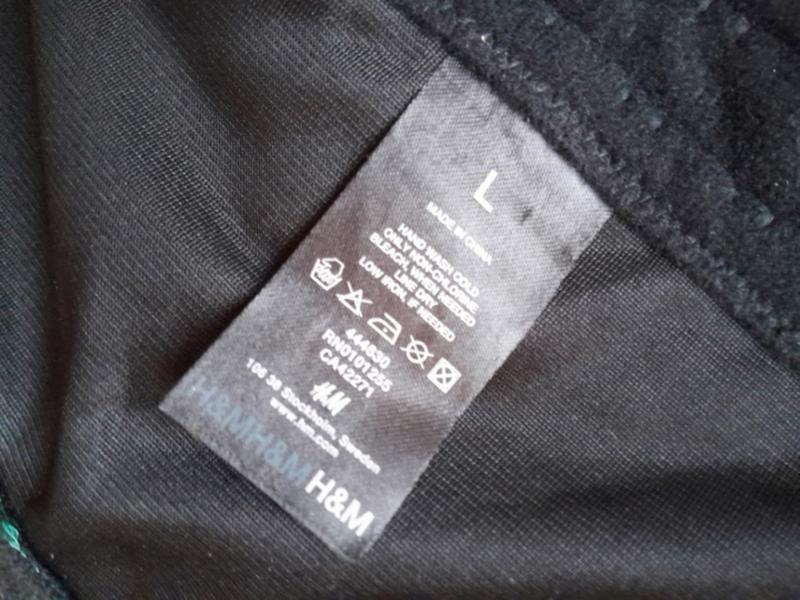 L
MADE IN CHINA
HAND WASH COLD
ONLY NON-CHLORINE
BLEACH, WHEN NEEDED
LINE DRY
LOW IRON, IF NEEDED
444630
RN0101255
CA42271
H&M
106 38 Stockholm, Sweden
www.hm.com
H&MH&MH&M